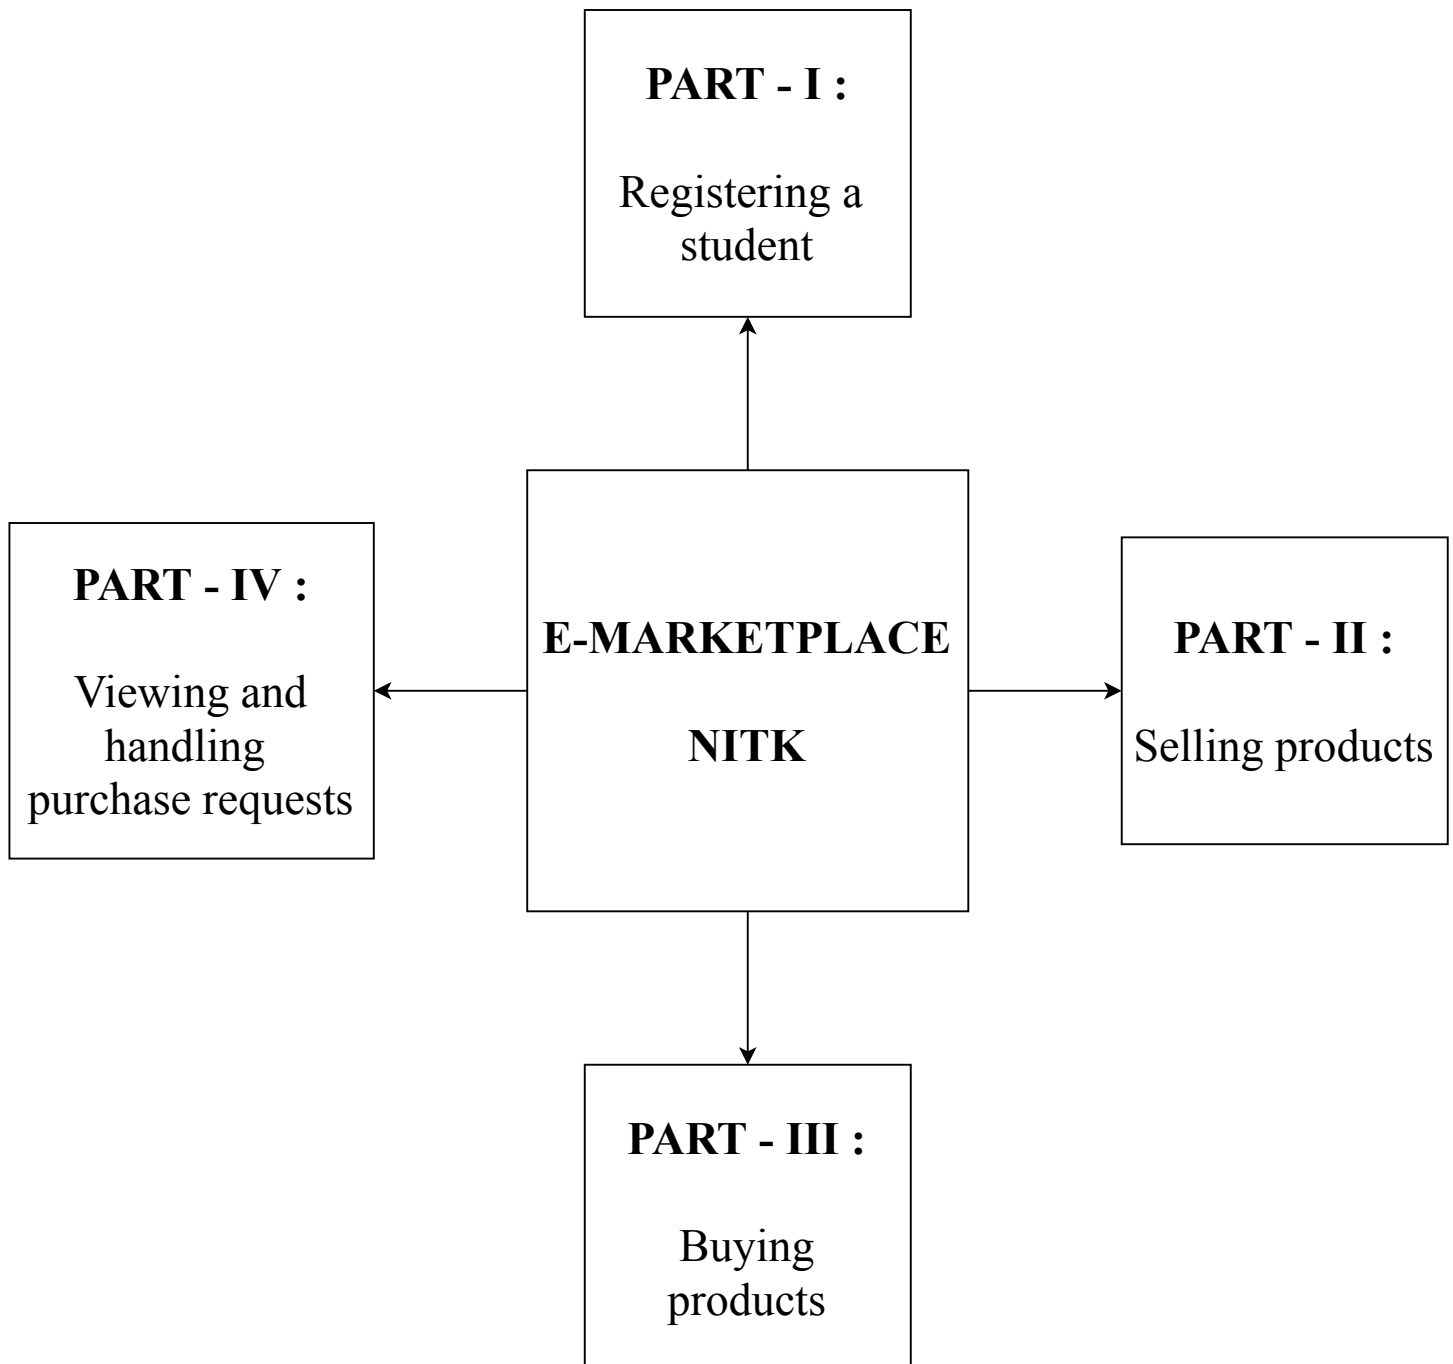 PART - I :
Registering a
student
PART - IV :
Viewing and
handling
purchase requests
E-MARKETPLACE
NITK
PART - II :
Selling products
PART - III :
Buying
products